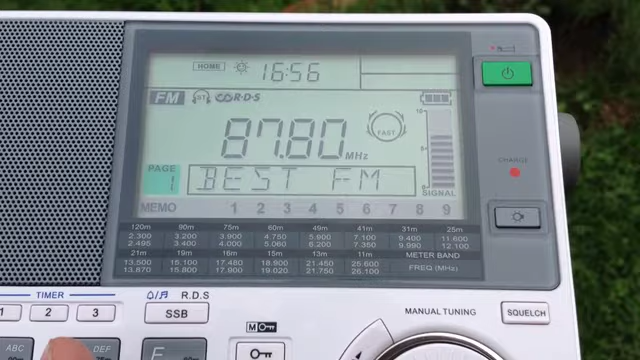 HOME 16:56
FM ST R·D·S
87.80 MHz
FAST
10
5
0
PAGE
1
BEST FM
SIGNAL
MEMO 1 2 3 4 5 6 7 8 9
120m 90m 75m 60m 49m 41m 31m 25m
2.300 3.200 3.900 4.750 5.900 7.100 9.400 11.600
2.495 3.400 4.000 5.060 6.200 7.350 9.990 12.100
21m 19m 16m 15m 13m 11m METER BAND
13.500 15.100 17.480 18.900 21.450 25.600 FREQ (MHz)
13.870 15.800 17.900 19.020 21.750 26.100
CHARGE
TIMER
1 2 3
R.D.S
SSB
MANUAL TUNING
SQUELCH
M
ABC
DEF